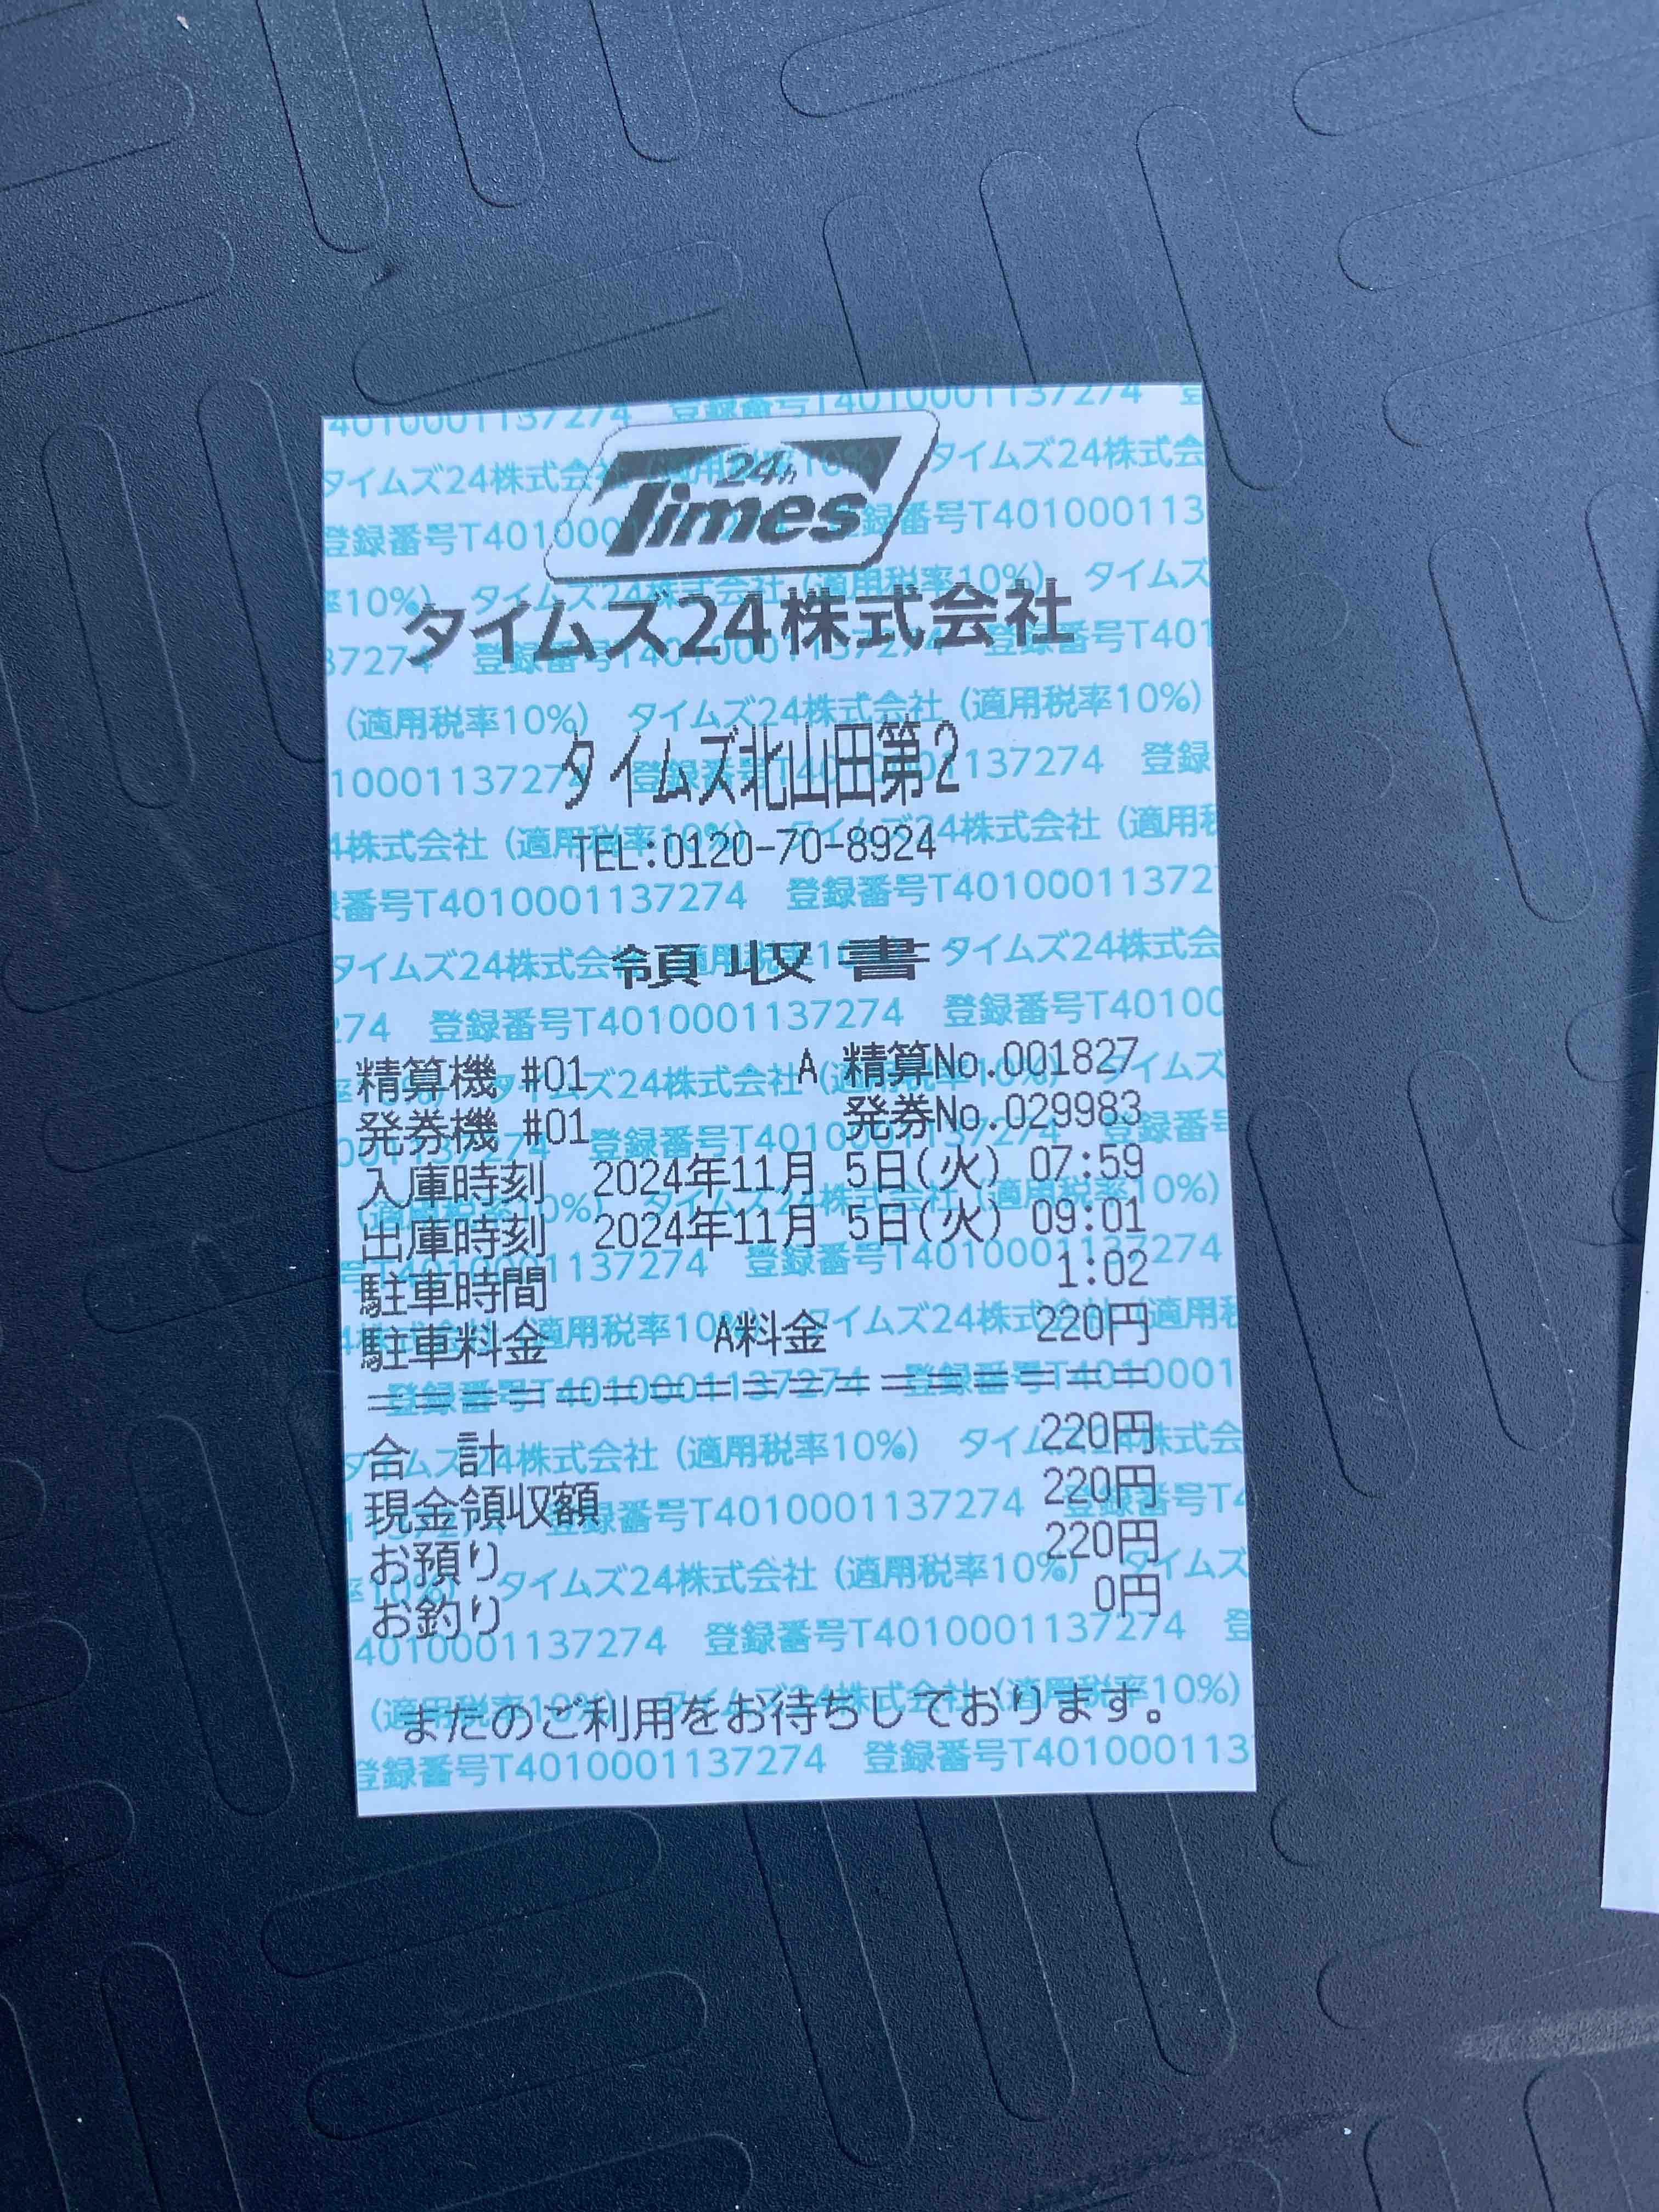 24h
Times
タイムズ24株式会社
タイムズ北山田第2
TEL:0120-70-8924
領収書
精算機 #01 A 精算No.001827
発券機 #01 発券No.029983
入庫時刻 2024年11月 5日(火) 07:59
出庫時刻 2024年11月 5日(火) 09:01
駐車時間 1:02
駐車料金 A料金 220円
合 計 220円
現金領収額 220円
お預り 220円
お釣り 0円
またのご利用をお待ちしております。
タイムズ24株式会社(適用税率10%)
登録番号T4010001137274